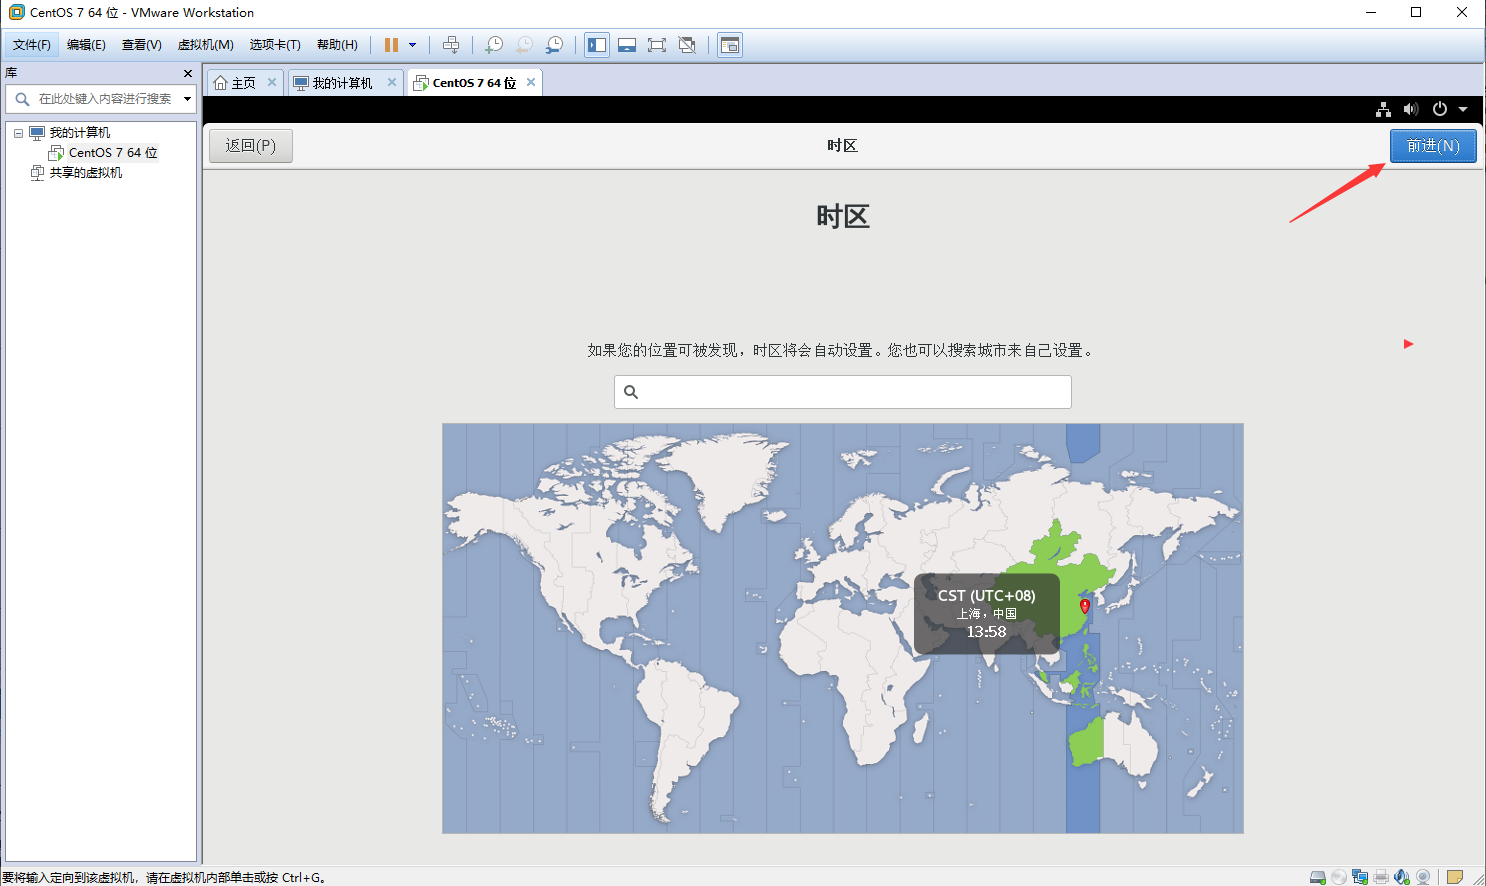 CentOS 7 64 位 - VMware Workstation
文件(F) 编辑(E) 查看(V) 虚拟机(M) 选项卡(T) 帮助(H)
库
在此处键入内容进行搜索
我的计算机
CentOS 7 64 位
共享的虚拟机
主页 我的计算机 CentOS 7 64 位
返回(P) 时区 前进(N)
时区
如果您的位置可被发现，时区将会自动设置。您也可以搜索城市来自己设置。
CST (UTC+08)
上海，中国
13:58
要将输入定向到该虚拟机，请在虚拟机内部单击或按 Ctrl+G。